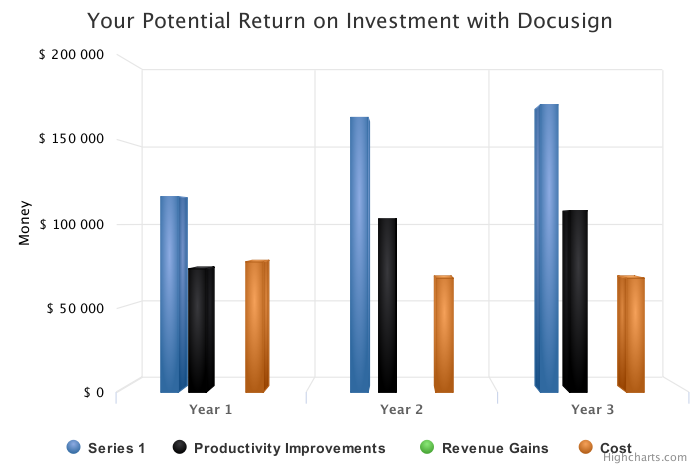 Your Potential Return on Investment with Docusign
$ 200 000
$ 150 000
$ 100 000
$ 50 000
$ 0
Money
Year 1 Year 2 Year 3
Series 1 Productivity Improvements Revenue Gains Cost
Highcharts.com